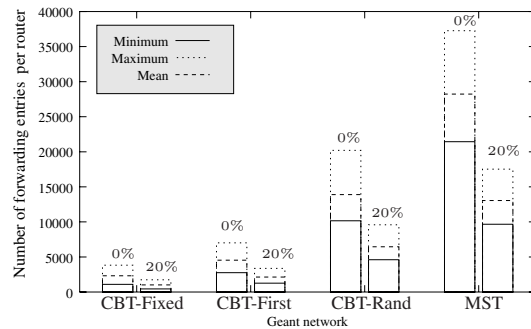 Number of forwarding entries per router
40000
35000
30000
25000
20000
15000
10000
5000
0
Minimum
Maximum
Mean
0%
20%
0%
20%
0%
20%
0%
20%
CBT-Fixed
CBT-First
CBT-Rand
MST
Geant network